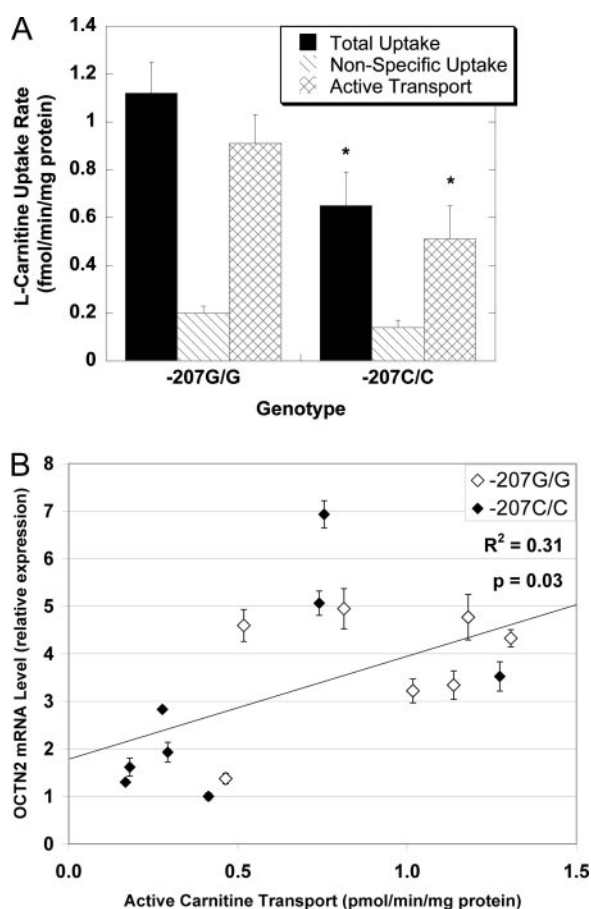 A
1.4
1.2
1
0.8
0.6
0.4
0.2
0
L-Carnitine Uptake Rate
(fmol/min/mg protein)
Total Uptake
Non-Specific Uptake
Active Transport
*
*
-207G/G
-207C/C
Genotype
B
8
7
6
5
4
3
2
1
0
OCTN2 mRNA Level (relative expression)
-207G/G
-207C/C
R² = 0.31
p = 0.03
0.0
0.5
1.0
1.5
Active Carnitine Transport (pmol/min/mg protein)